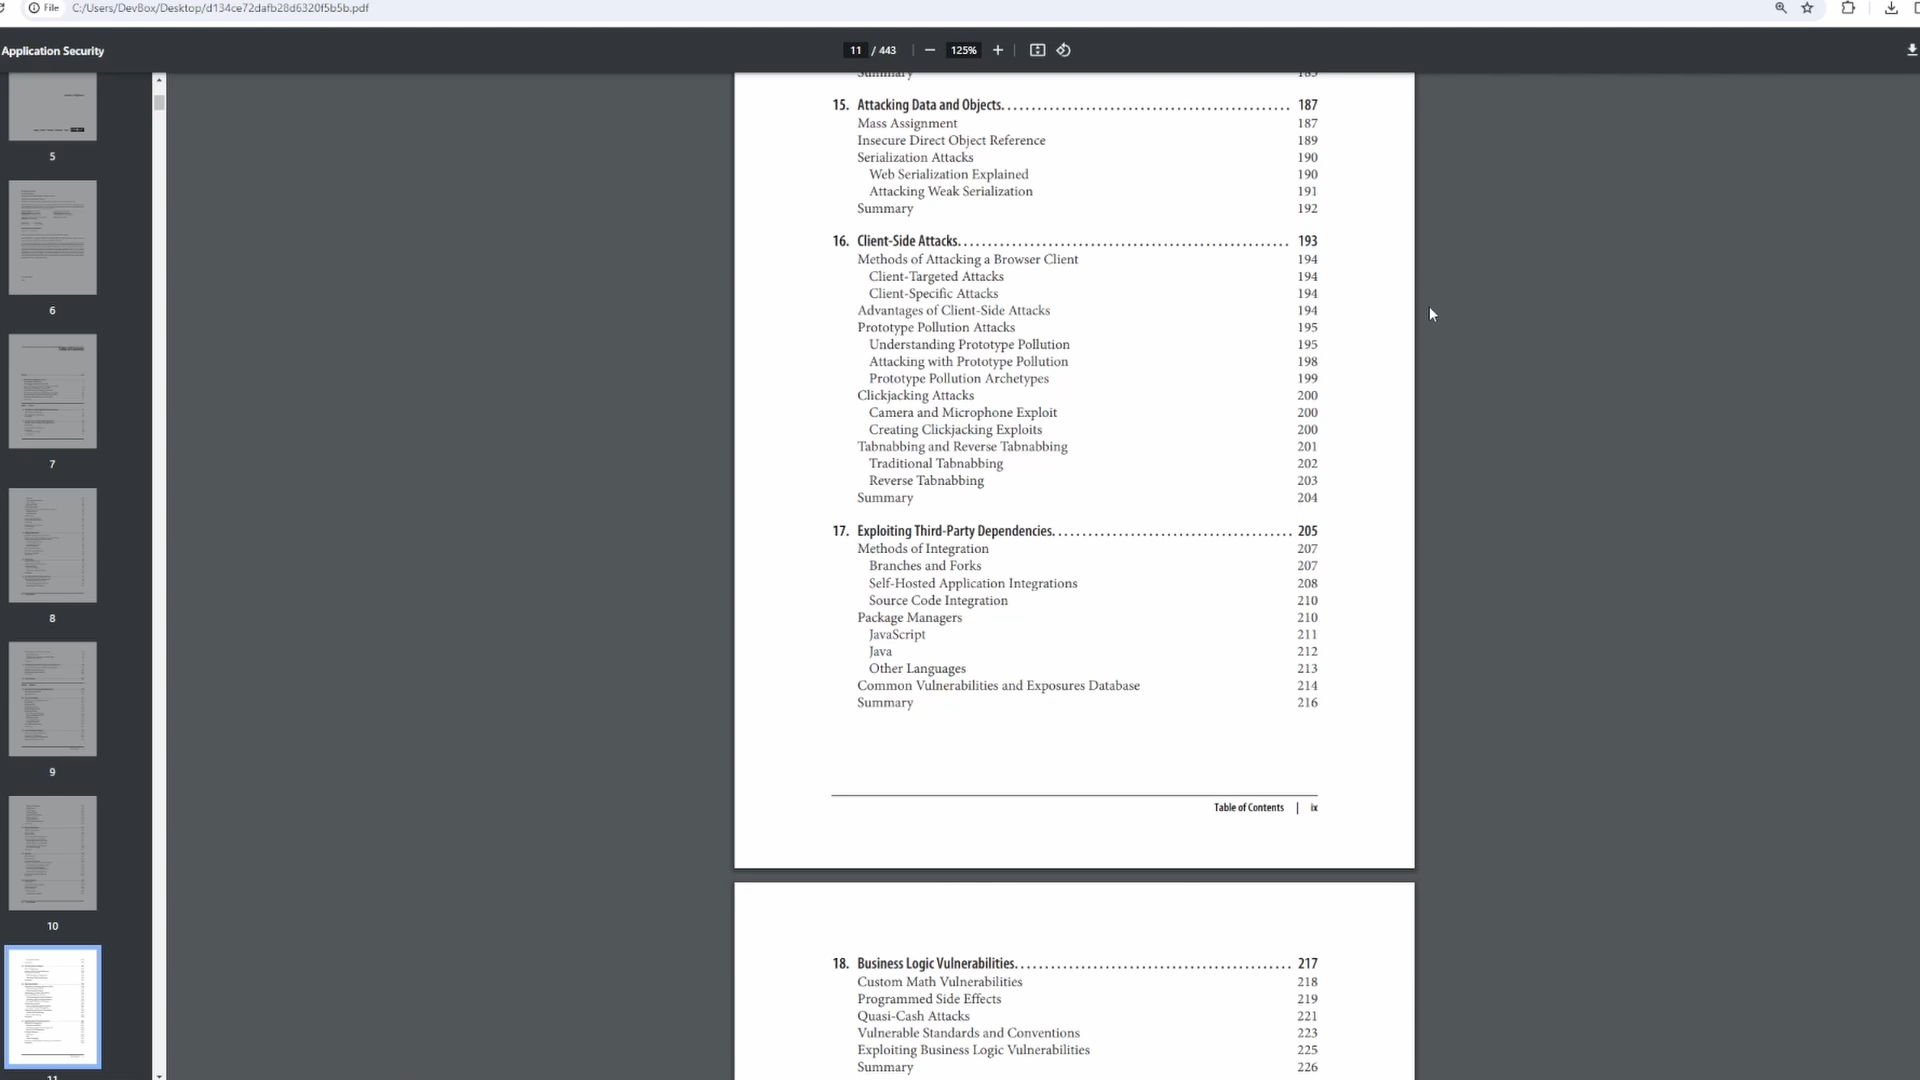 File C:/Users/DevBox/Desktop/d134ce72dafb28d6320f5b5b.pdf
Application Security
11 / 443
125%
5
6
7
8
9
10
11
Summary 185
15. Attacking Data and Objects. 187
Mass Assignment 187
Insecure Direct Object Reference 189
Serialization Attacks 190
Web Serialization Explained 190
Attacking Weak Serialization 191
Summary 192
16. Client-Side Attacks. 193
Methods of Attacking a Browser Client 194
Client-Targeted Attacks 194
Client-Specific Attacks 194
Advantages of Client-Side Attacks 194
Prototype Pollution Attacks 195
Understanding Prototype Pollution 195
Attacking with Prototype Pollution 198
Prototype Pollution Archetypes 199
Clickjacking Attacks 200
Camera and Microphone Exploit 200
Creating Clickjacking Exploits 200
Tabnabbing and Reverse Tabnabbing 201
Traditional Tabnabbing 202
Reverse Tabnabbing 203
Summary 204
17. Exploiting Third-Party Dependencies. 205
Methods of Integration 207
Branches and Forks 207
Self-Hosted Application Integrations 208
Source Code Integration 210
Package Managers 210
JavaScript 211
Java 212
Other Languages 213
Common Vulnerabilities and Exposures Database 214
Summary 216
Table of Contents | ix
18. Business Logic Vulnerabilities. 217
Custom Math Vulnerabilities 218
Programmed Side Effects 219
Quasi-Cash Attacks 221
Vulnerable Standards and Conventions 223
Exploiting Business Logic Vulnerabilities 225
Summary 226